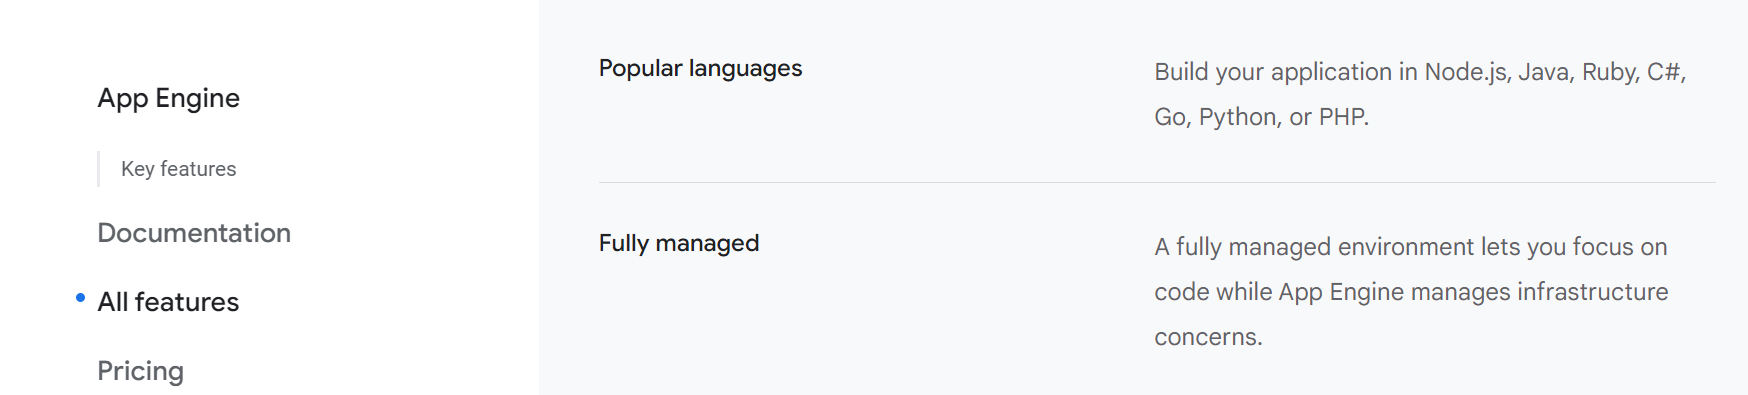 App Engine
Key features
Documentation
All features
Pricing
Popular languages
Build your application in Node.js, Java, Ruby, C#,
Go, Python, or PHP.
Fully managed
A fully managed environment lets you focus on
code while App Engine manages infrastructure
concerns.